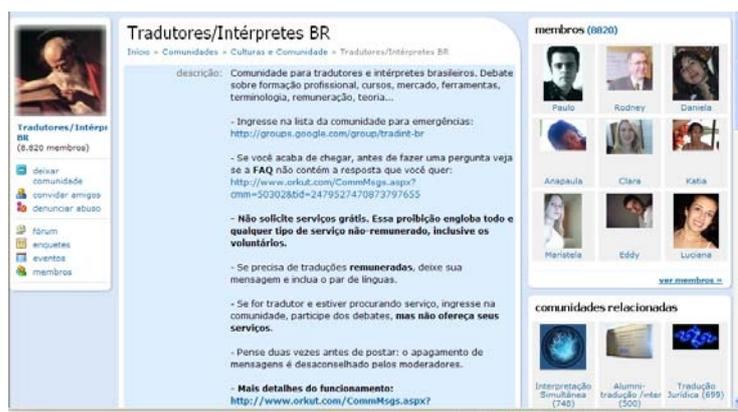 Tradutores/Intérpretes BR
Início > Comunidades > Culturas e Comunidade > Tradutores/Intérpretes BR
Tradutores/Intérpr
BR
(8.820 membros)
deixar
comunidade
convidar amigos
denunciar abuso
fórum
enquetes
eventos
membros
descrição: Comunidade para tradutores e intérpretes brasileiros. Debate
sobre formação profissional, cursos, mercado, ferramentas,
terminologia, remuneração, teoria...
- Ingresse na lista da comunidade para emergências:
http://groups.google.com/group/tradint-br
- Se você acaba de chegar, antes de fazer uma pergunta veja
se a FAQ não contém a resposta que você quer:
http://www.orkut.com/CommMsgs.aspx?
cmm=50302&tid=2479527470873797655
- Não solicite serviços grátis. Essa proibição engloba todo e
qualquer tipo de serviço não-remunerado, inclusive os
voluntários.
- Se precisa de traduções remuneradas, deixe sua
mensagem e inclua o par de línguas.
- Se for tradutor e estiver procurando serviço, ingresse na
comunidade, participe dos debates, mas não ofereça seus
serviços.
- Pense duas vezes antes de postar: o apagamento de
mensagens é desaconselhado pelos moderadores.
- Mais detalhes do funcionamento:
http://www.orkut.com/CommMsgs.aspx?
membros (8820)
Paulo Rodney Daniela
Anapaula Clara Katia
Maristela Eddy Luciana
ver membros »
comunidades relacionadas
Interpretação
Simultânea
(740)
Alumni-
tradução /inter
(500)
Tradução
Jurídica (699)